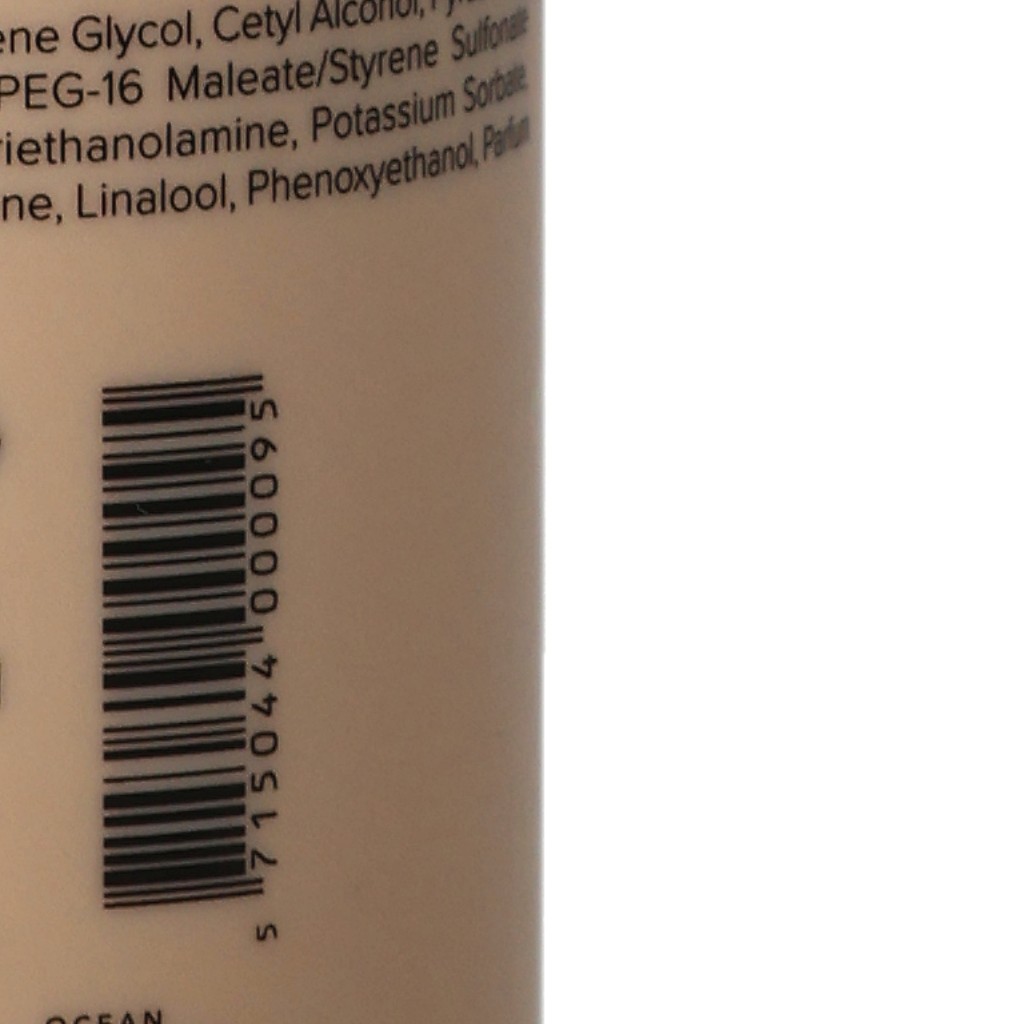 ene Glycol, Cetyl Alcohol,
PEG-16 Maleate/Styrene Sulfonate
riethanolamine, Potassium Sorbate,
ne, Linalool, Phenoxyethanol, Parfum
5 715044 000095
OCEAN